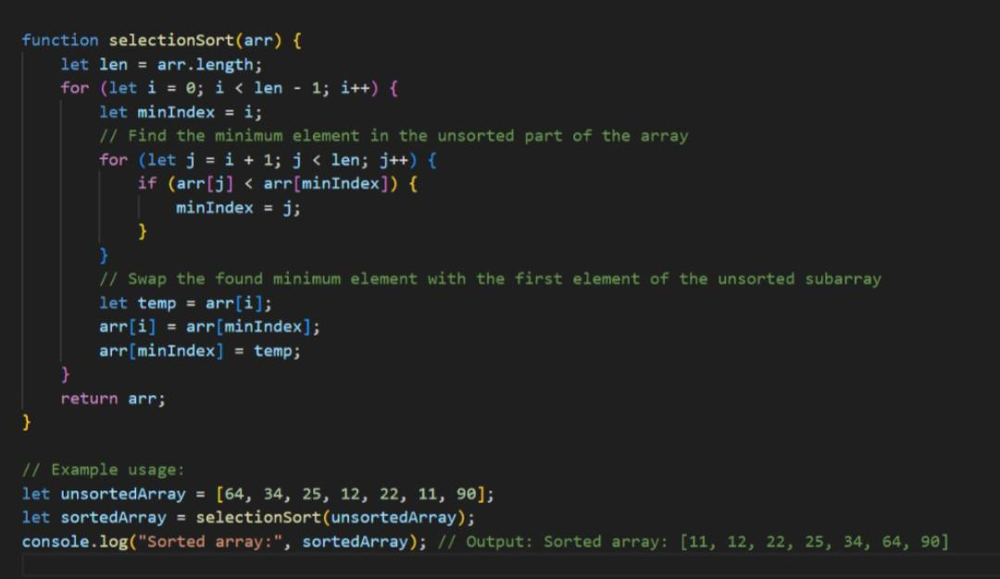 function selectionSort(arr) {
    let len = arr.length;
    for (let i = 0; i < len - 1; i++) {
        let minIndex = i;
        // Find the minimum element in the unsorted part of the array
        for (let j = i + 1; j < len; j++) {
            if (arr[j] < arr[minIndex]) {
                minIndex = j;
            }
        }
        // Swap the found minimum element with the first element of the unsorted subarray
        let temp = arr[i];
        arr[i] = arr[minIndex];
        arr[minIndex] = temp;
    }
    return arr;
}

// Example usage:
let unsortedArray = [64, 34, 25, 12, 22, 11, 90];
let sortedArray = selectionSort(unsortedArray);
console.log("Sorted array:", sortedArray); // Output: Sorted array: [11, 12, 22, 25, 34, 64, 90]